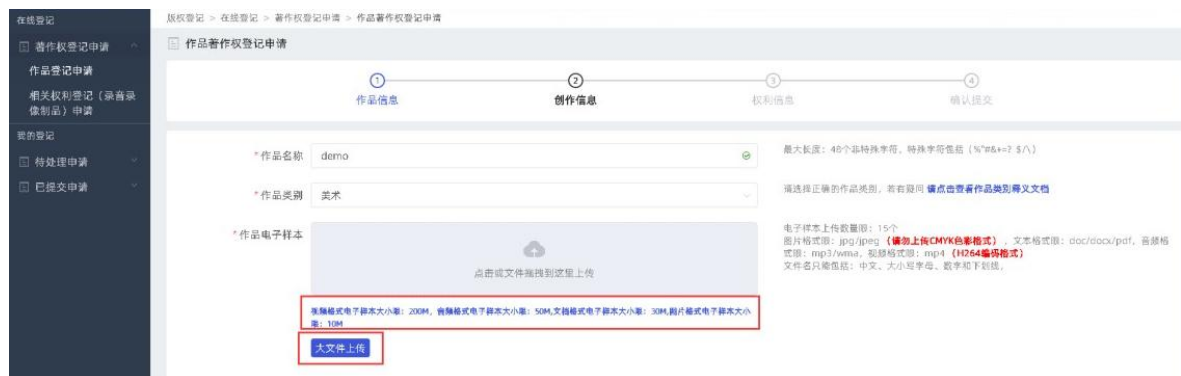 在线登记
著作权登记申请
作品登记申请
相关权利登记（录音录
像制品）申请
我的登记
待处理申请
已提交申请
版权登记 > 在线登记 > 著作权登记申请 > 作品著作权登记申请
作品著作权登记申请
1
作品信息
2
创作信息
3
权利信息
4
确认提交
*作品名称
demo
最大长度：48个非特殊字符，特殊字符包括（%"#&+=? $/\）
*作品类别
美术
请选择正确的作品类别，若有疑问 请点击查看作品类别释义文档
*作品电子样本
点击或文件拖拽到这里上传
电子样本上传数量限：15个
图片格式限：jpg/jpeg（请勿上传CMYK色彩格式），文本格式限：doc/docx/pdf，音频格
式限：mp3/wma，视频格式限：mp4（H264编码格式）
文件名只能包括：中文、大小写字母、数字和下划线。
视频格式电子样本大小限：200M，音频格式电子样本大小限：50M,文档格式电子样本大小限：30M,图片格式电子样本大小
限：10M
大文件上传